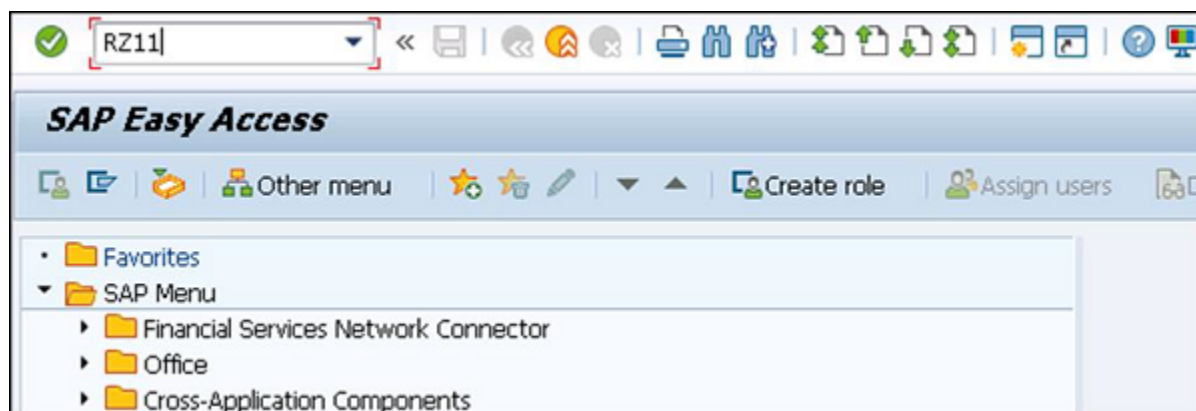 RZ11
SAP Easy Access
Other menu Create role Assign users
Favorites
SAP Menu
Financial Services Network Connector
Office
Cross-Application Components